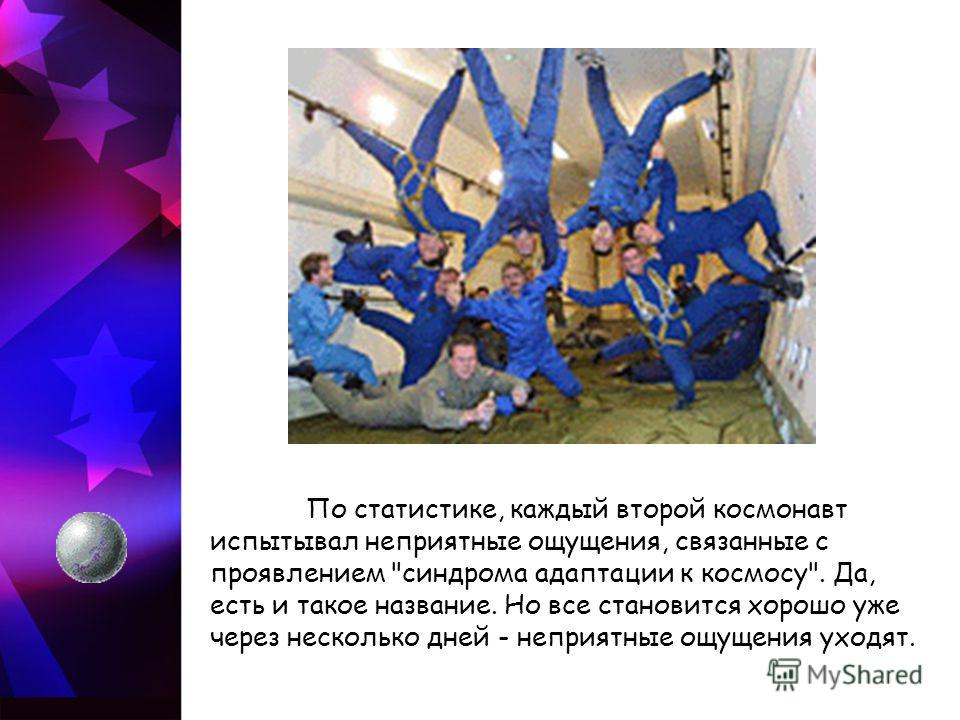 По статистике, каждый второй космонавт
испытывал неприятные ощущения, связанные с
проявлением "синдрома адаптации к космосу". Да,
есть и такое название. Но все становится хорошо уже
через несколько дней - неприятные ощущения уходят.
MyShared